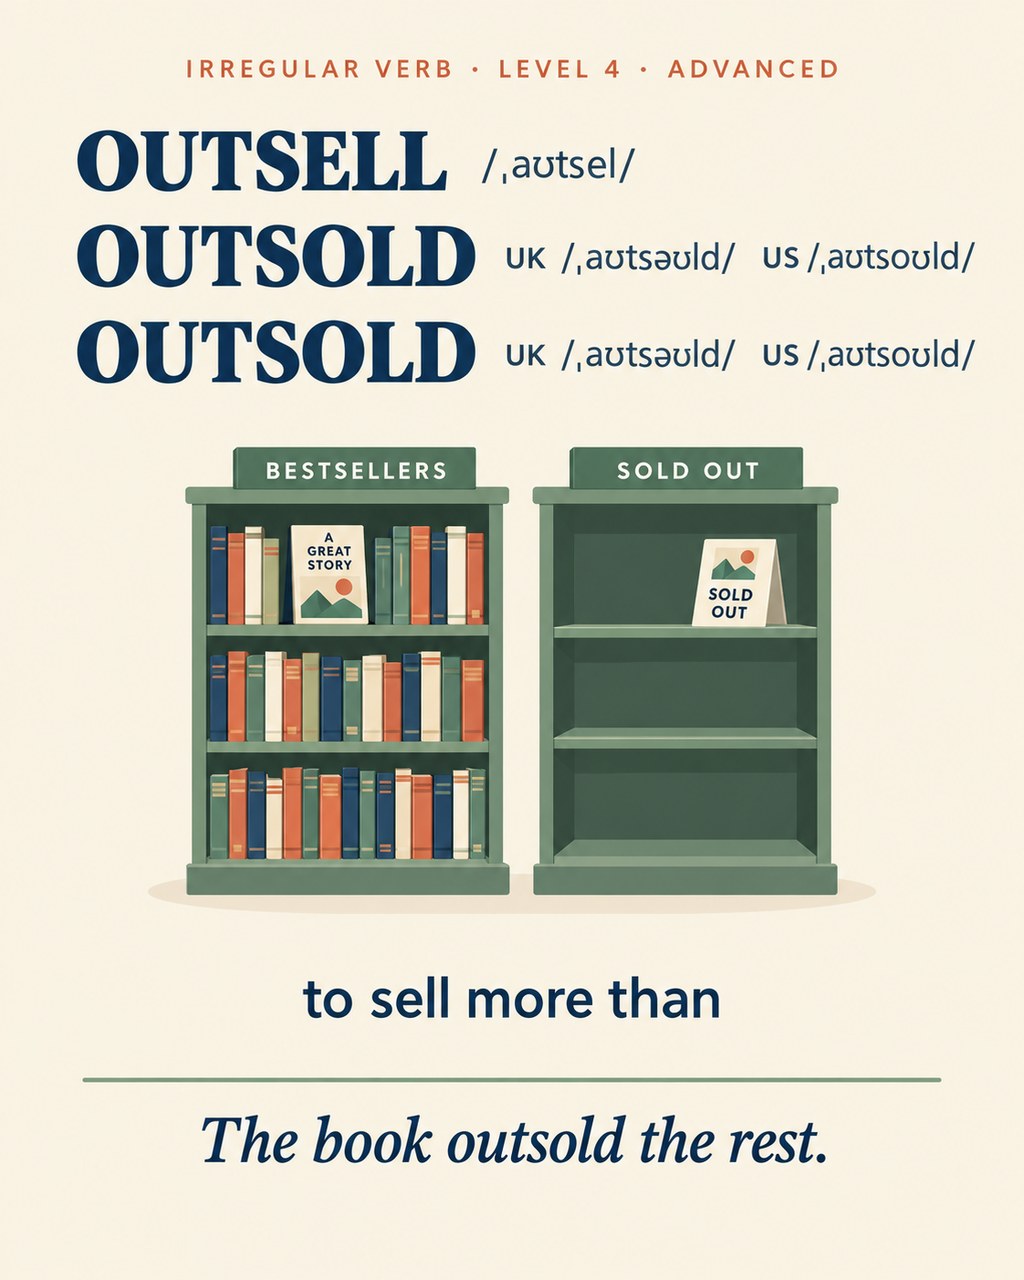 IRREGULAR VERB · LEVEL 4 · ADVANCED
OUTSELL /ˌaʊtsel/
OUTSOLD UK /ˌaʊtsəʊld/ US /ˌaʊtsoʊld/
OUTSOLD UK /ˌaʊtsəʊld/ US /ˌaʊtsoʊld/
BESTSELLERS
SOLD OUT
A
GREAT
STORY
SOLD
OUT
to sell more than
The book outsold the rest.